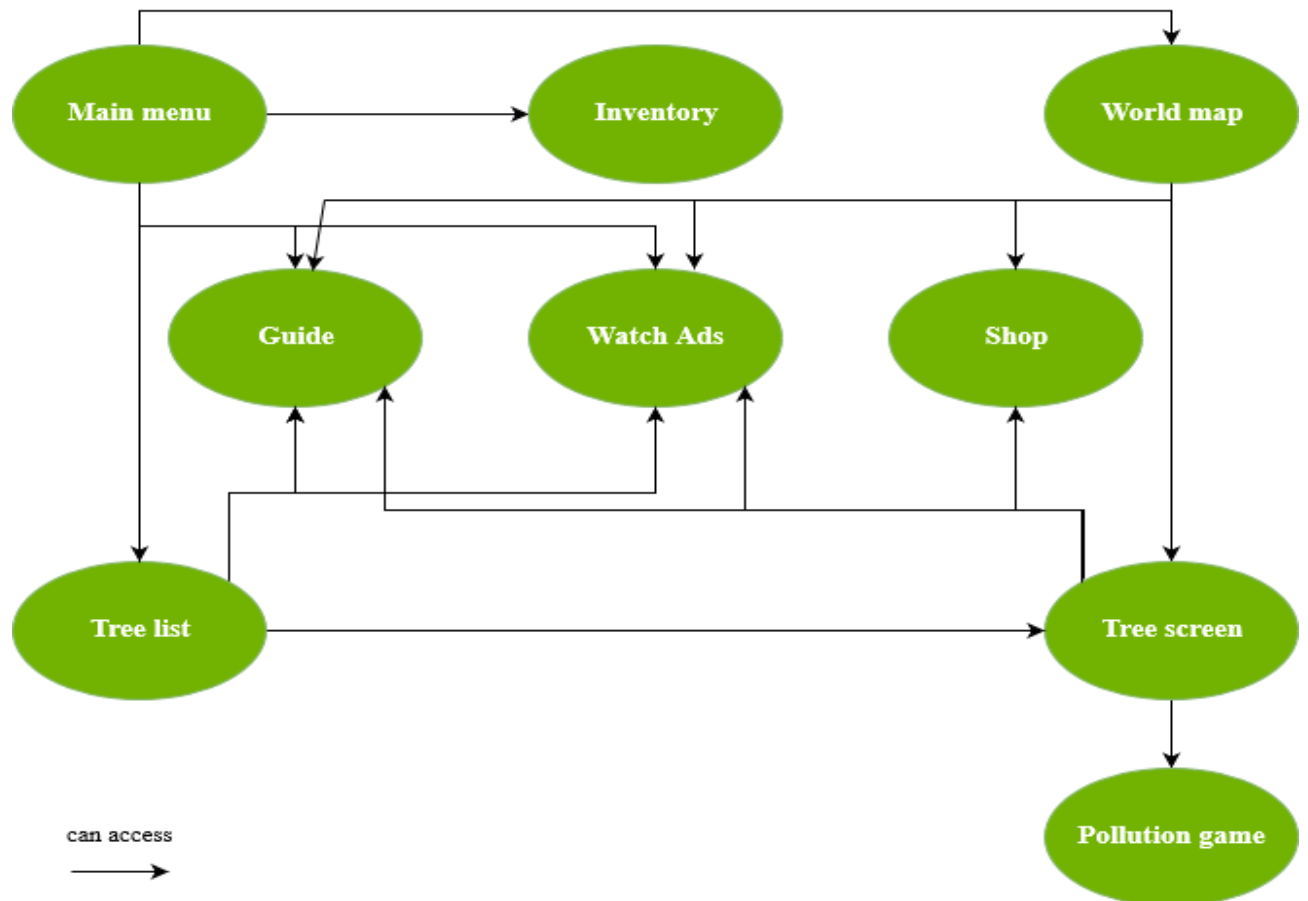 Main menu
Inventory
World map
Guide
Watch Ads
Shop
Tree list
Tree screen
Pollution game
can access